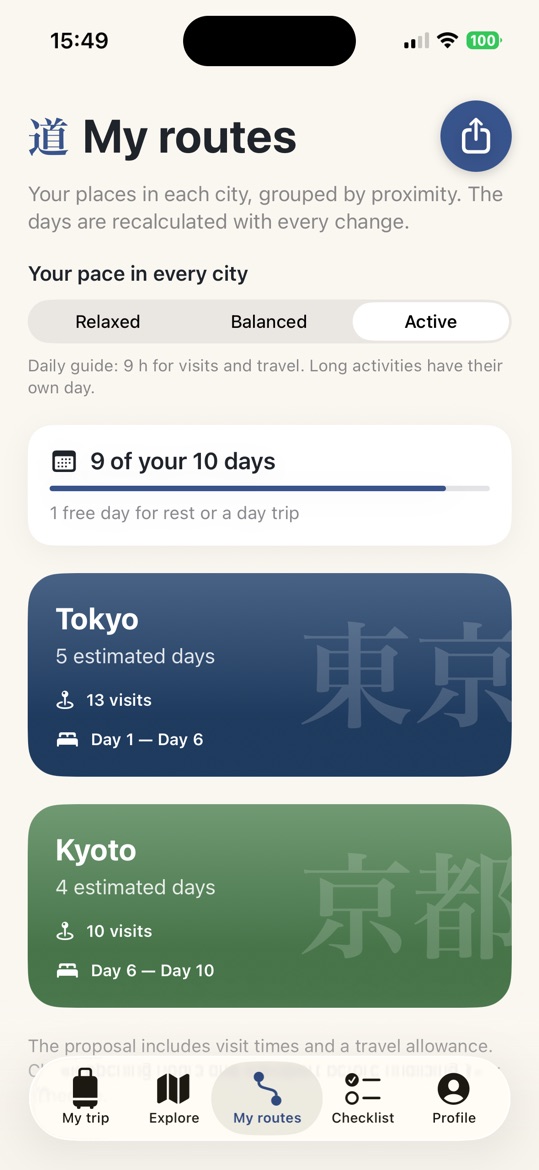 15:49
100
道 My routes
Your places in each city, grouped by proximity. The
days are recalculated with every change.
Your pace in every city
Relaxed
Balanced
Active
Daily guide: 9 h for visits and travel. Long activities have their
own day.
9 of your 10 days
1 free day for rest or a day trip
Tokyo
5 estimated days
13 visits
Day 1 — Day 6
東京
Kyoto
4 estimated days
10 visits
Day 6 — Day 10
京都
The proposal includes visit times and a travel allowance.
My trip
Explore
My routes
Checklist
Profile